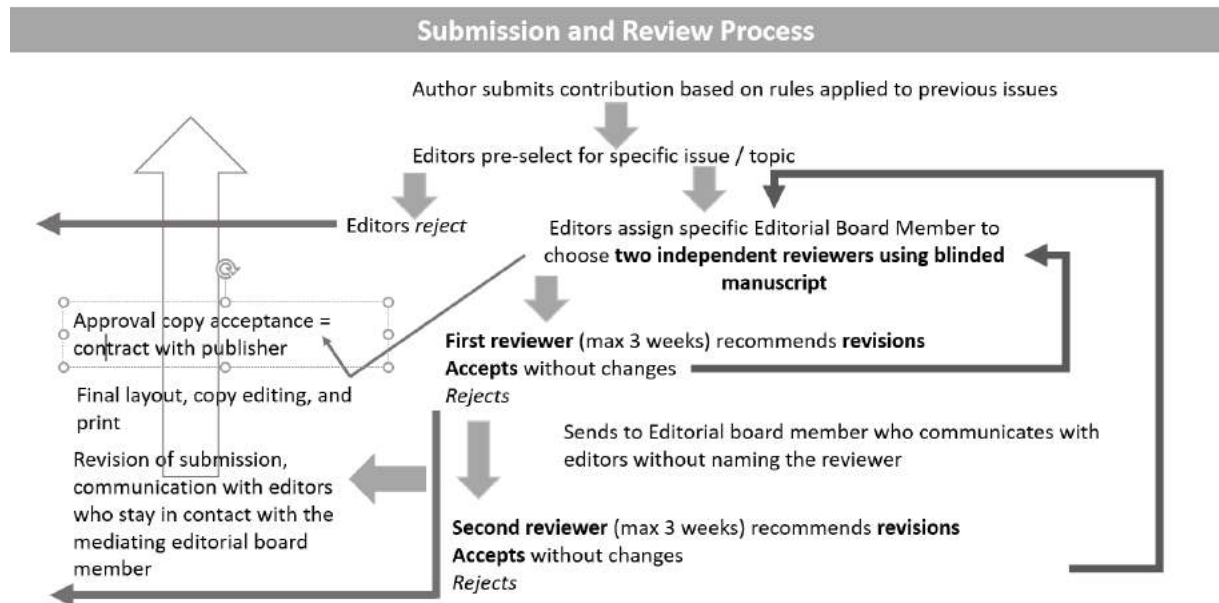 Submission and Review Process
Author submits contribution based on rules applied to previous issues
Editors pre-select for specific issue / topic
Editors reject
Editors assign specific Editorial Board Member to
choose two independent reviewers using blinded
manuscript
Approval copy acceptance =
contract with publisher
First reviewer (max 3 weeks) recommends revisions
Accepts without changes
Rejects
Final layout, copy editing, and
print
Sends to Editorial board member who communicates with
editors without naming the reviewer
Revision of submission,
communication with editors
who stay in contact with the
mediating editorial board
member
Second reviewer (max 3 weeks) recommends revisions
Accepts without changes
Rejects